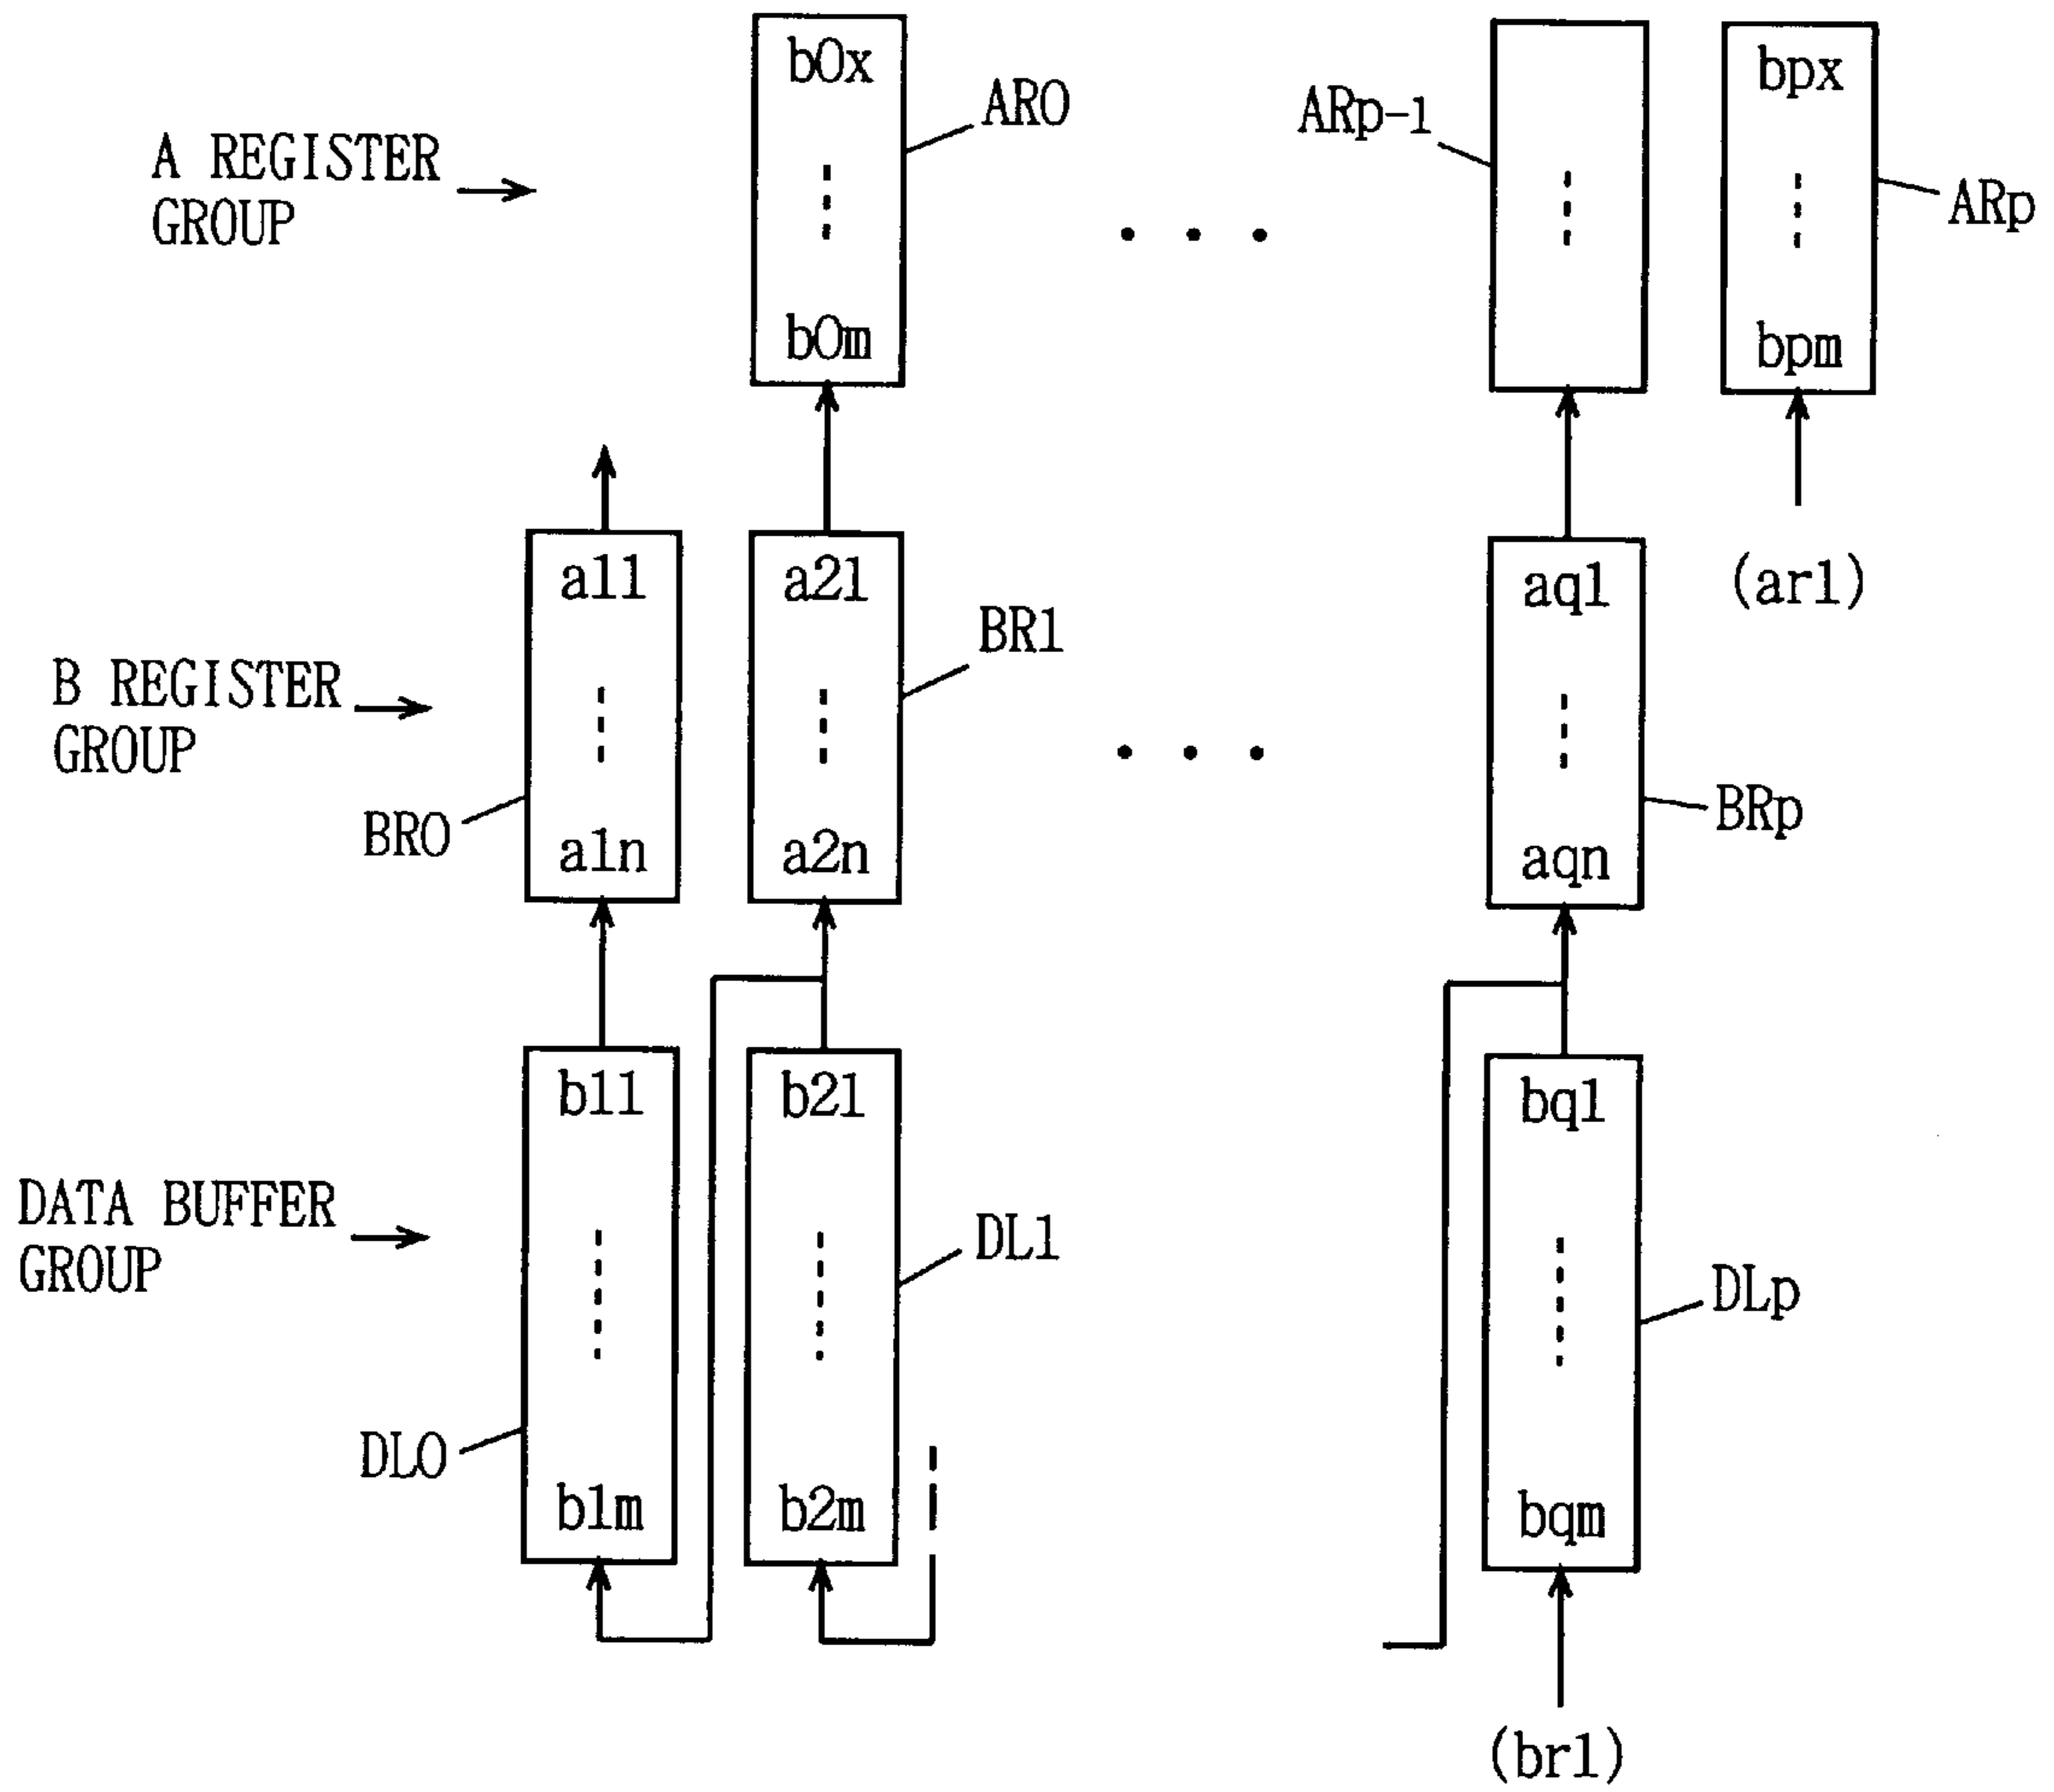 b0x
AR0
ARp-1
bpx
A REGISTER
GROUP
ARp
b0m
bpm
a11
a21
aq1
(ar1)
BR1
B REGISTER
GROUP
BR0
BRp
a1n
a2n
aqn
b11
b21
bq1
DATA BUFFER
GROUP
DL1
DLp
DL0
b1m
b2m
bqm
(br1)